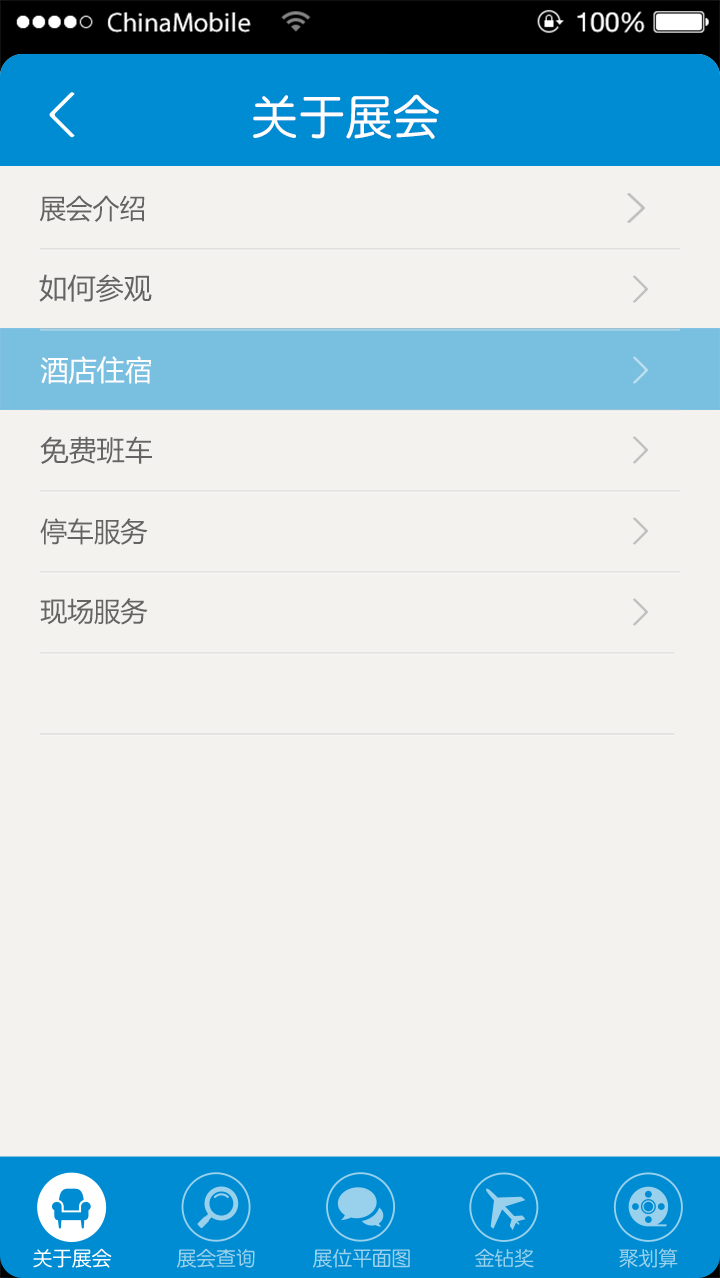 ChinaMobile 100%
关于展会
展会介绍
如何参观
酒店住宿
免费班车
停车服务
现场服务
关于展会 展会查询 展位平面图 金钻奖 聚划算